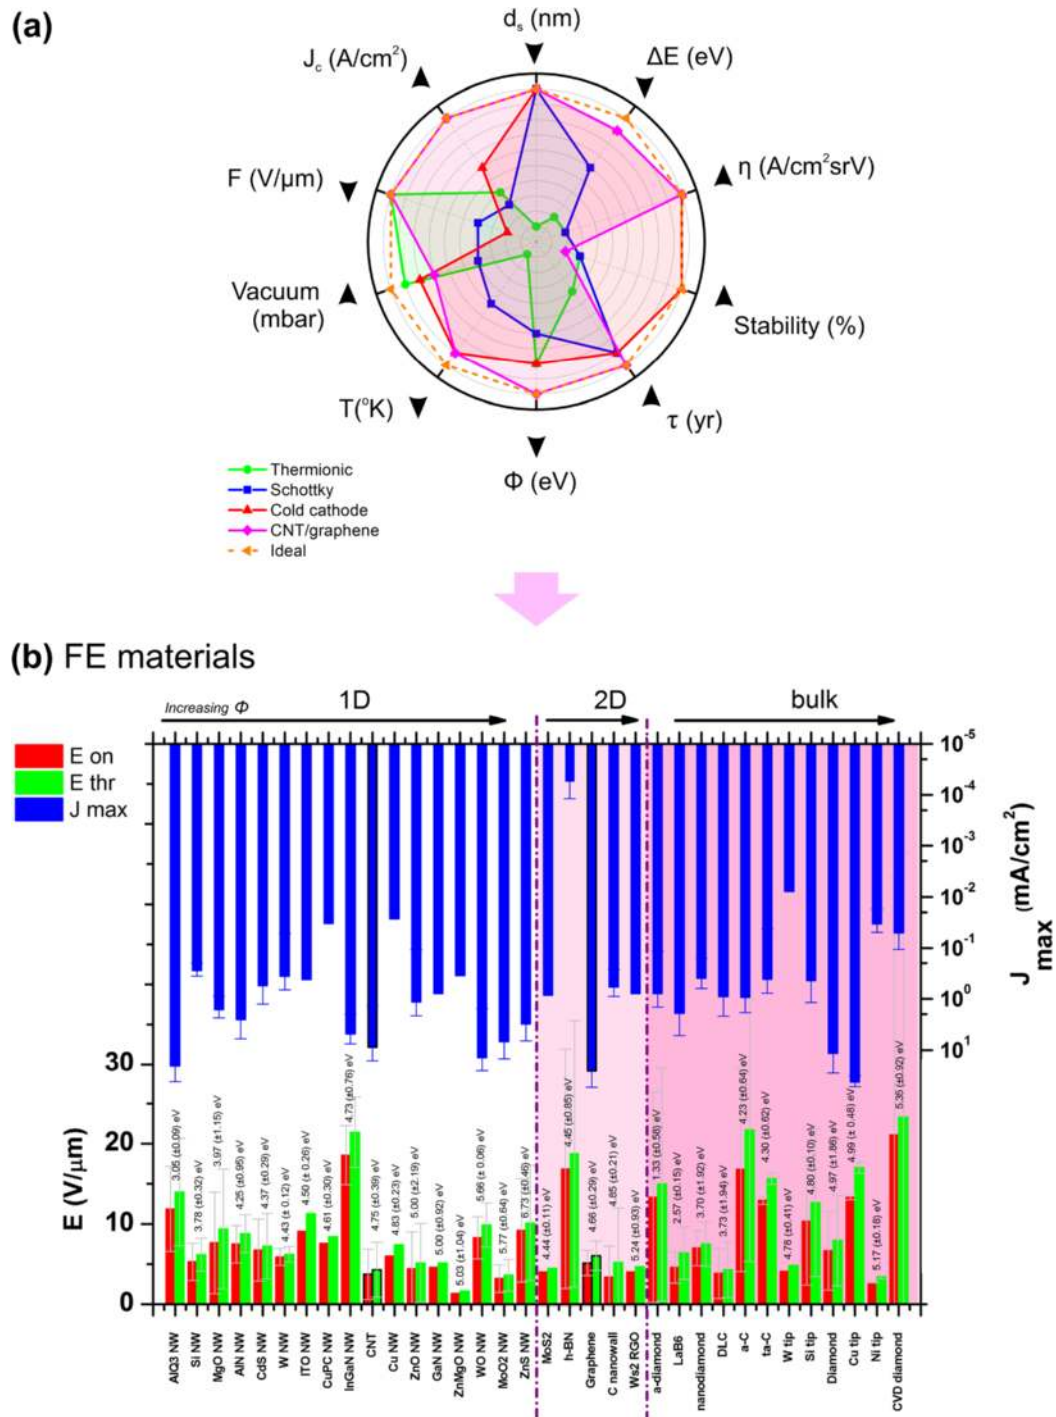 (a)
d_s (nm)
J_c (A/cm²)
ΔE (eV)
F (V/μm)
η (A/cm²srV)
Vacuum
(mbar)
Stability (%)
T(°K)
τ (yr)
Φ (eV)
Thermionic
Schottky
Cold cathode
CNT/graphene
Ideal
(b) FE materials
Increasing Φ
1D
2D
bulk
E on
E thr
J max
10⁻⁵
10⁻⁴
10⁻³
10⁻²
10⁻¹
10⁰
10¹
J max (mA/cm²)
30
20
10
0
E (V/μm)
3.05 (±0.09) eV
3.78 (±0.32) eV
3.97 (±1.15) eV
4.25 (±0.95) eV
4.37 (±0.29) eV
4.43 (± 0.12) eV
4.50 (± 0.26) eV
4.61 (±0.30) eV
4.73 (±0.76) eV
4.75 (±0.39) eV
4.83 (±0.23) eV
5.00 (±2.19) eV
5.00 (±0.92) eV
5.03 (±1.04) eV
5.66 (± 0.06) eV
5.77 (±0.64) eV
6.73 (±0.46) eV
4.44 (±0.11) eV
4.45 (±0.85) eV
4.66 (±0.29) eV
4.85 (±0.21) eV
5.24 (±0.93) eV
1.33 (±0.56) eV
2.57 (±0.15) eV
3.70 (±1.92) eV
3.73 (±1.94) eV
4.23 (±0.64) eV
4.30 (±0.62) eV
4.78 (±0.41) eV
4.80 (±0.10) eV
4.97 (±1.86) eV
4.99 (± 0.48) eV
5.17 (±0.18) eV
5.35 (±0.92) eV
AlQ3 NW
Si NW
MgO NW
AlN NW
CdS NW
W NW
ITO NW
CuPC NW
InGaN NW
CNT
Cu NW
ZnO NW
GaN NW
ZnMgO NW
WO NW
MoO2 NW
ZnS NW
MoS2
h-BN
Graphene
C nanowall
Ws2 RGO
a-diamond
LaB6
nanodiamond
DLC
a-C
ta-C
W tip
Si tip
Diamond
Cu tip
Ni tip
CVD diamond